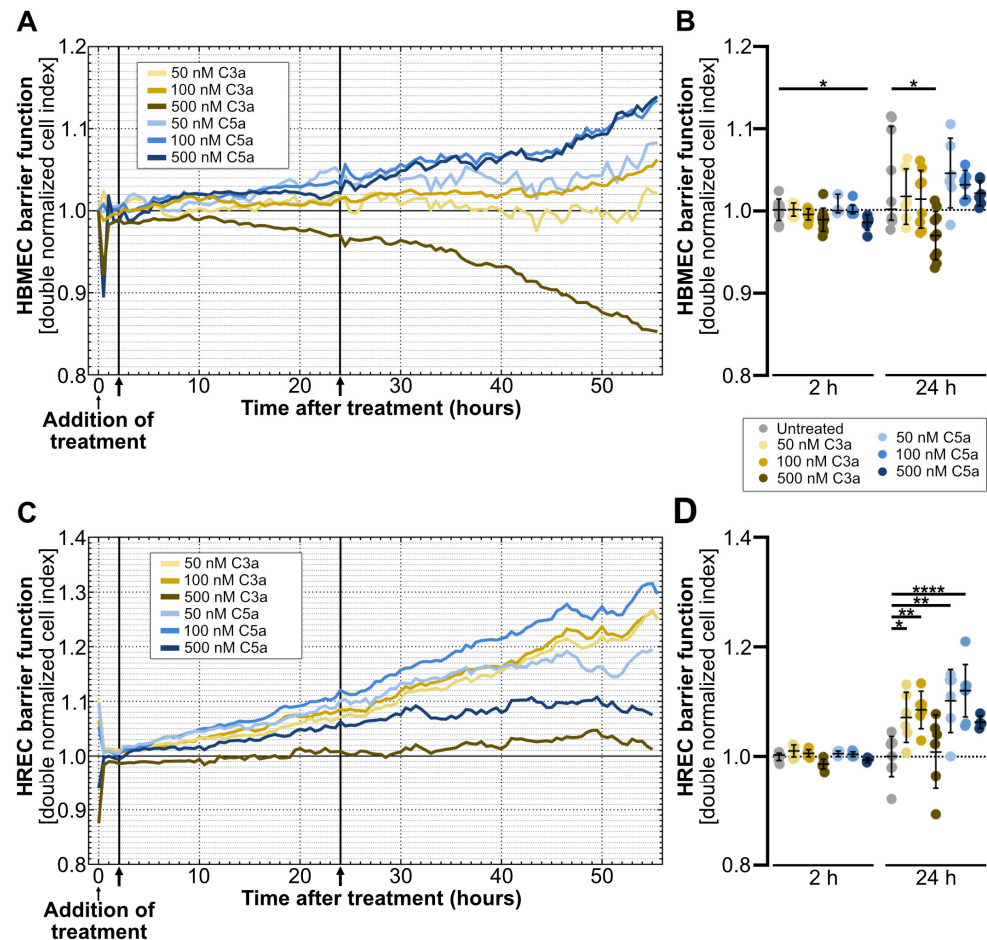 A
HBMEC barrier function
[double normalized cell index]
1.2
1.1
1.0
0.9
0.8
50 nM C3a
100 nM C3a
500 nM C3a
50 nM C5a
100 nM C5a
500 nM C5a
0
10
30
50
Time after treatment (hours)
Addition of
treatment
B
HBMEC barrier function
[double normalized cell index]
1.2
1.1
1.0
0.9
0.8
*
*
2 h
24 h
Untreated
50 nM C3a
100 nM C3a
500 nM C3a
50 nM C5a
100 nM C5a
500 nM C5a
C
HREC barrier function
[double normalized cell index]
1.4
1.3
1.2
1.1
1.0
0.9
0.8
50 nM C3a
100 nM C3a
500 nM C3a
50 nM C5a
100 nM C5a
500 nM C5a
0
10
30
50
Time after treatment (hours)
Addition of
treatment
D
HREC barrier function
[double normalized cell index]
1.4
1.2
1.0
0.8
****
**
**
*
2 h
24 h